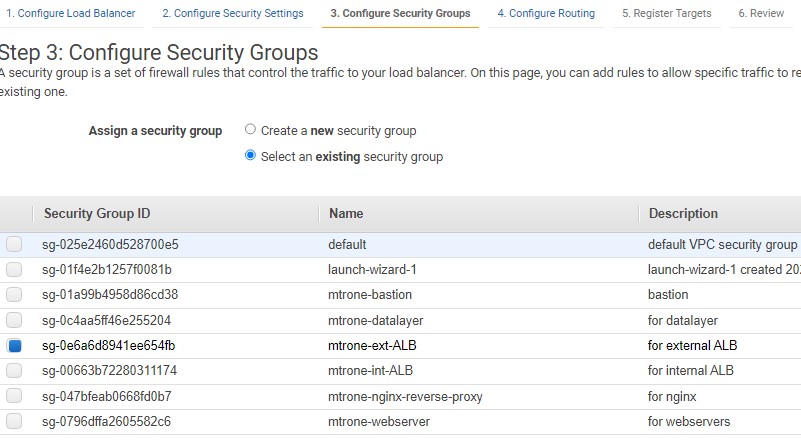 1. Configure Load Balancer 2. Configure Security Settings 3. Configure Security Groups 4. Configure Routing 5. Register Targets 6. Review
Step 3: Configure Security Groups
A security group is a set of firewall rules that control the traffic to your load balancer. On this page, you can add rules to allow specific traffic to re
existing one.
Assign a security group Create a new security group
Select an existing security group
Security Group ID Name Description
sg-025e2460d528700e5 default default VPC security group
sg-01f4e2b1257f0081b launch-wizard-1 launch-wizard-1 created 20
sg-01a99b4958d86cd38 mtrone-bastion bastion
sg-0c4aa5ff46e255204 mtrone-datalayer for datalayer
sg-0e6a6d8941ee654fb mtrone-ext-ALB for external ALB
sg-00663b72280311174 mtrone-int-ALB for internal ALB
sg-047bfeab0668fd0b7 mtrone-nginx-reverse-proxy for nginx
sg-0796dffa2605582c6 mtrone-webserver for webservers